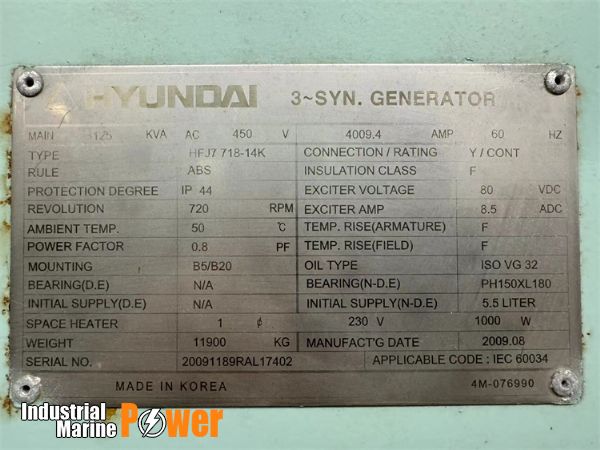 HYUNDAI 3~SYN. GENERATOR
MAIN 3125 KVA AC 450 V 4009.4 AMP 60 HZ
TYPE HFJ7 718-14K CONNECTION / RATING Y / CONT
RULE ABS INSULATION CLASS F
PROTECTION DEGREE IP 44 EXCITER VOLTAGE 80 VDC
REVOLUTION 720 RPM EXCITER AMP 8.5 ADC
AMBIENT TEMP. 50 ℃ TEMP. RISE(ARMATURE) F
POWER FACTOR 0.8 PF TEMP. RISE(FIELD) F
MOUNTING B5/B20 OIL TYPE ISO VG 32
BEARING(D.E) N/A BEARING(N-D.E) PH150XL180
INITIAL SUPPLY(D.E) N/A INITIAL SUPPLY(N-D.E) 5.5 LITER
SPACE HEATER 1 ¢ 230 V 1000 W
WEIGHT 11900 KG MANUFACT'G DATE 2009.08
SERIAL NO. 20091189RAL17402 APPLICABLE CODE : IEC 60034
MADE IN KOREA 4M-076990
Industrial
Marine Power